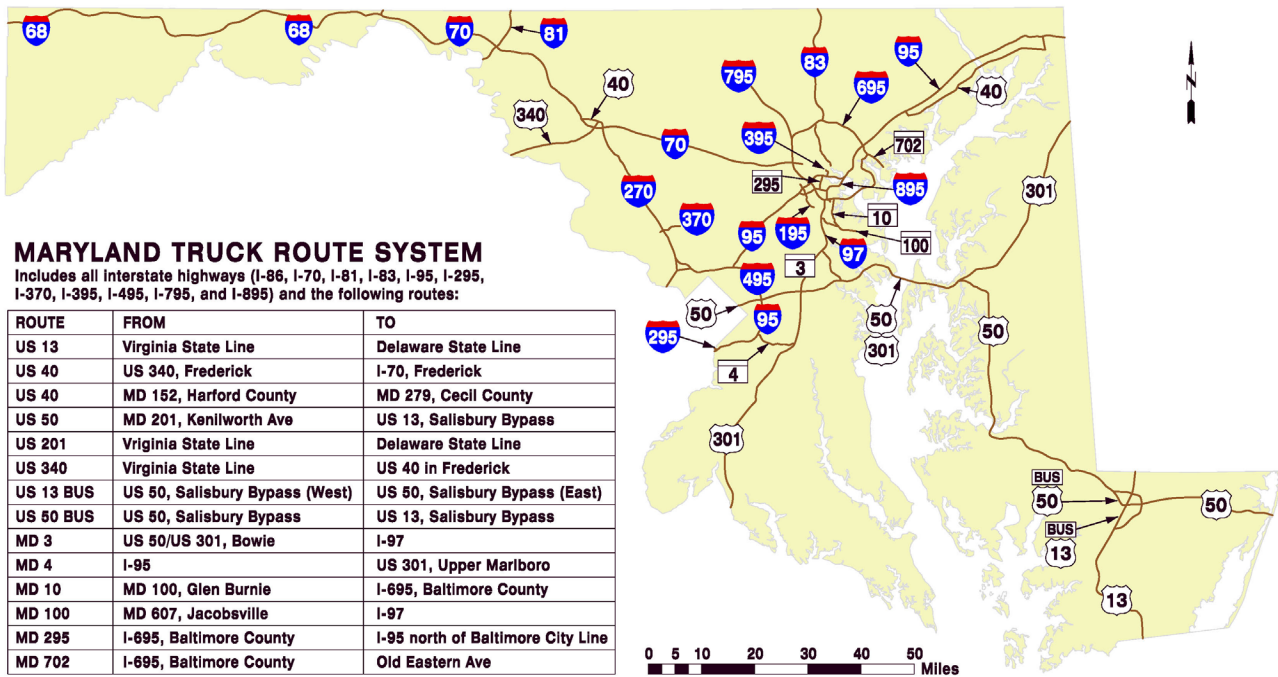 68
68
70
81
83
95
795
695
40
40
340
395
702
70
295
895
301
270
370
10
195
95
100
97
3
495
50
95
50
301
50
295
4
301
N
MARYLAND TRUCK ROUTE SYSTEM
Includes all interstate highways (I-86, I-70, I-81, I-83, I-95, I-295,
I-370, I-395, I-495, I-795, and I-895) and the following routes:
ROUTE FROM TO
US 13 Virginia State Line Delaware State Line
US 40 US 340, Frederick I-70, Frederick
US 40 MD 152, Harford County MD 279, Cecil County
US 50 MD 201, Kenilworth Ave US 13, Salisbury Bypass
US 201 Vriginia State Line Delaware State Line
US 340 Virginia State Line US 40 in Frederick
US 13 BUS US 50, Salisbury Bypass (West) US 50, Salisbury Bypass (East)
US 50 BUS US 50, Salisbury Bypass US 13, Salisbury Bypass
MD 3 US 50/US 301, Bowie I-97
MD 4 I-95 US 301, Upper Marlboro
MD 10 MD 100, Glen Burnie I-695, Baltimore County
MD 100 MD 607, Jacobsville I-97
MD 295 I-695, Baltimore County I-95 north of Baltimore City Line
MD 702 I-695, Baltimore County Old Eastern Ave
BUS
50
50
BUS
13
13
0 5 10 20 30 40 50 Miles